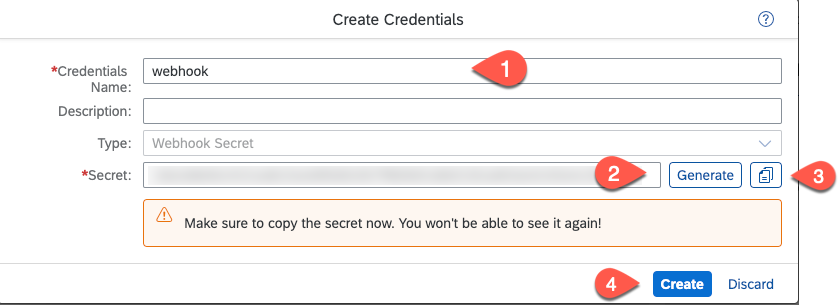 Create Credentials
?
*Credentials Name: webhook 1
Description:
Type: Webhook Secret
*Secret: 2 Generate 3
Make sure to copy the secret now. You won't be able to see it again!
4 Create Discard